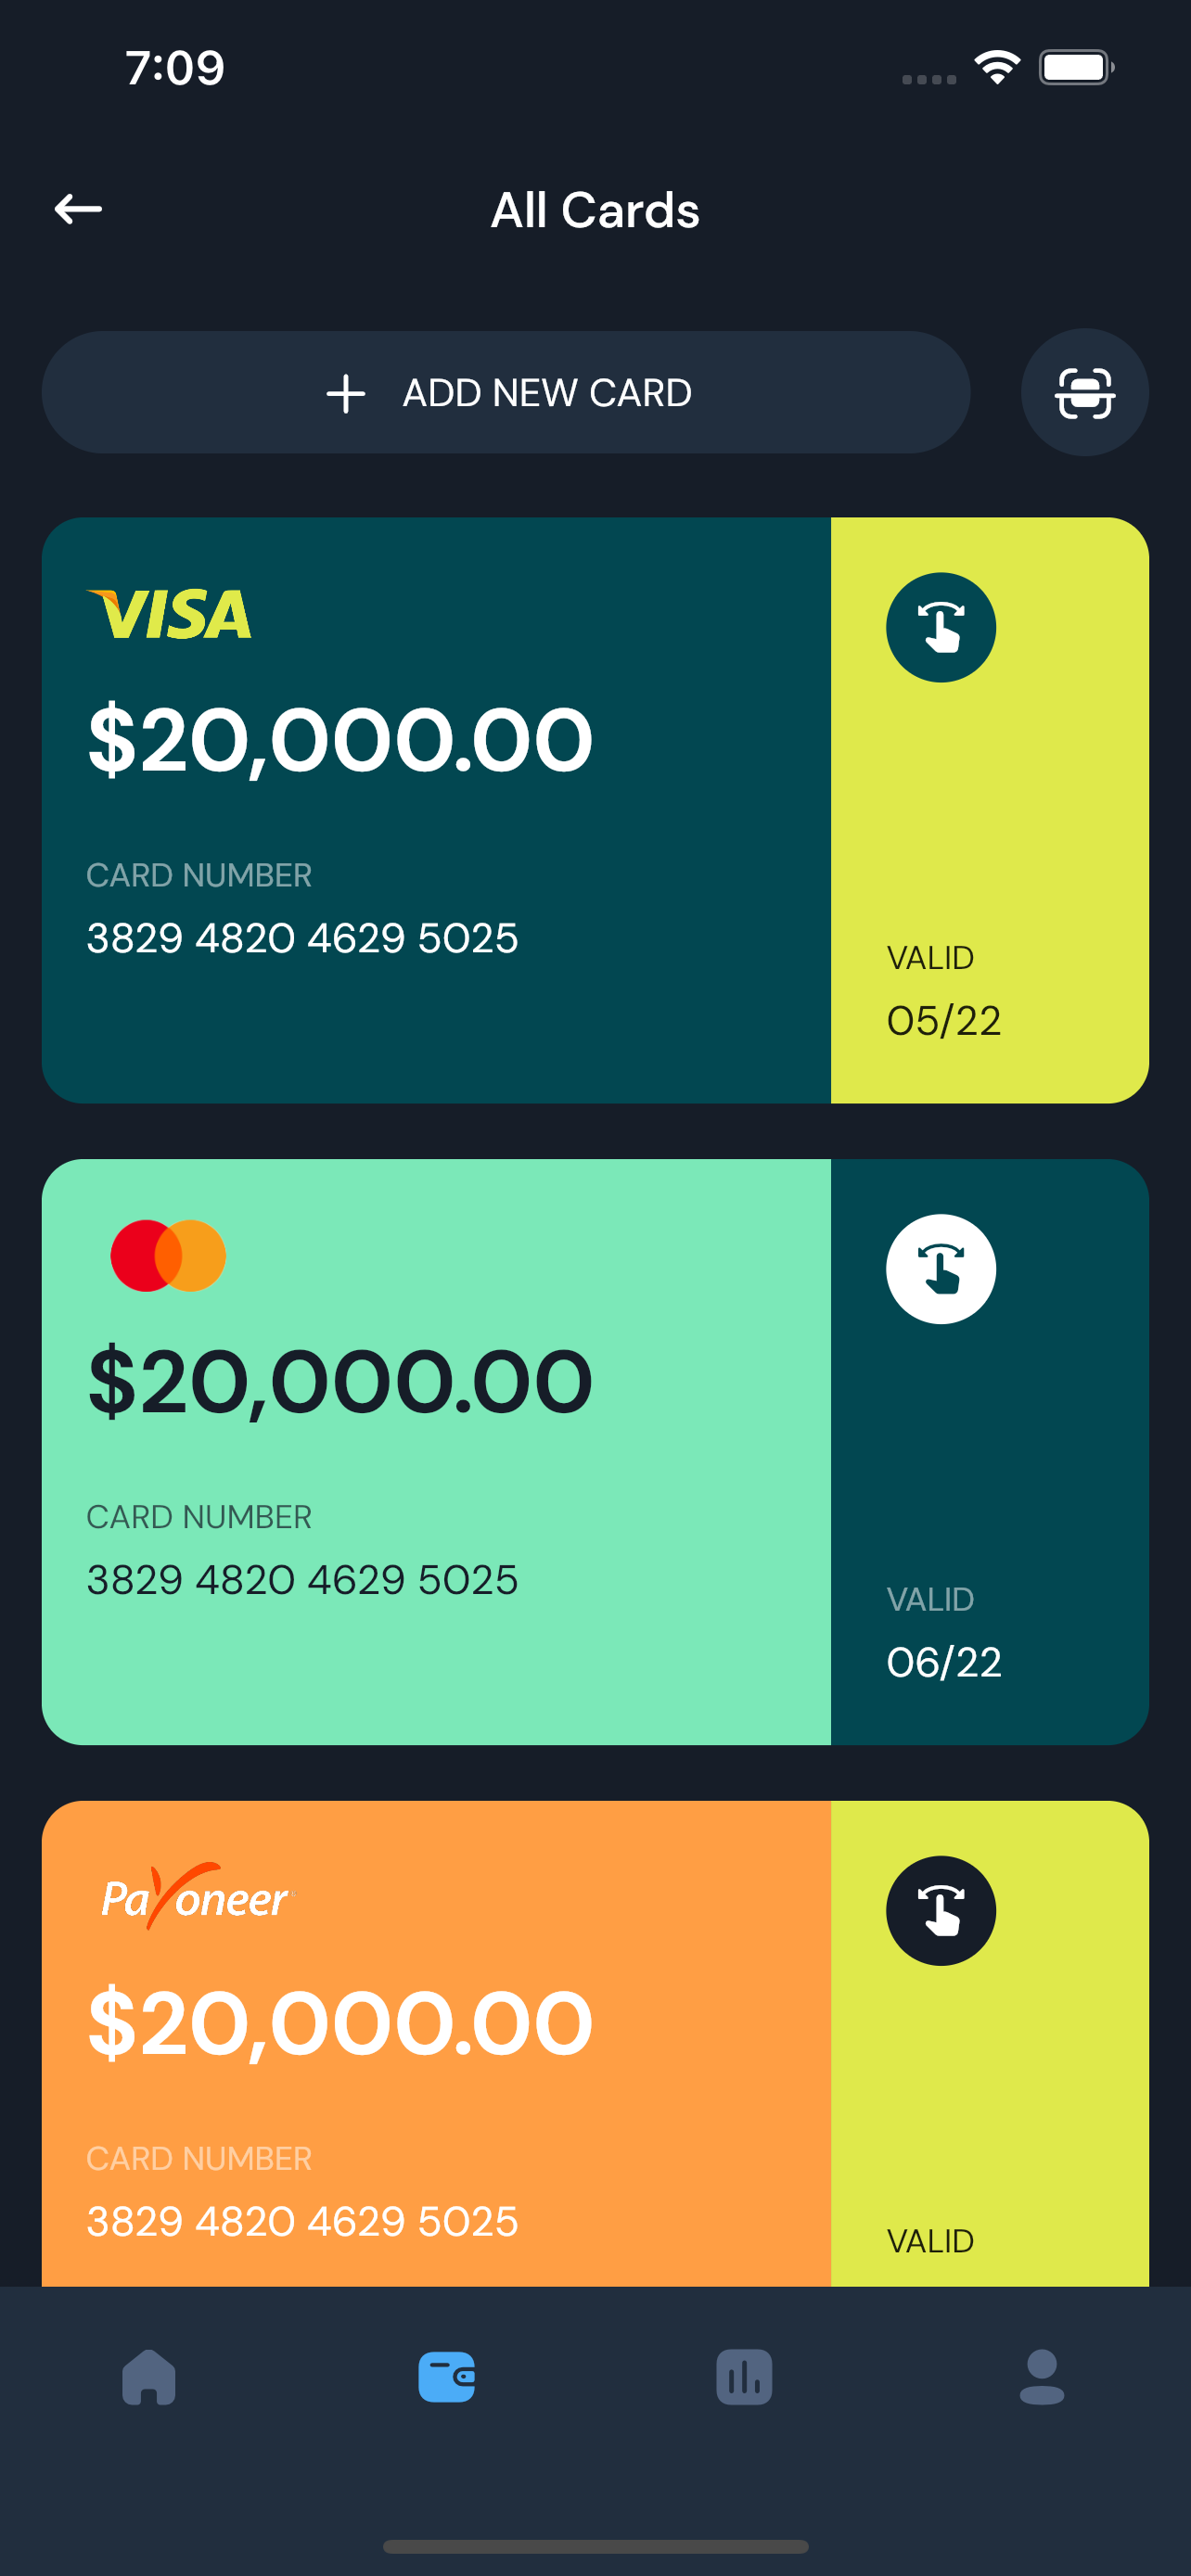 7:09
All Cards
ADD NEW CARD
VISA
$20,000.00
CARD NUMBER
3829 4820 4629 5025
VALID
05/22
$20,000.00
CARD NUMBER
3829 4820 4629 5025
VALID
06/22
Payoneer
$20,000.00
CARD NUMBER
3829 4820 4629 5025
VALID